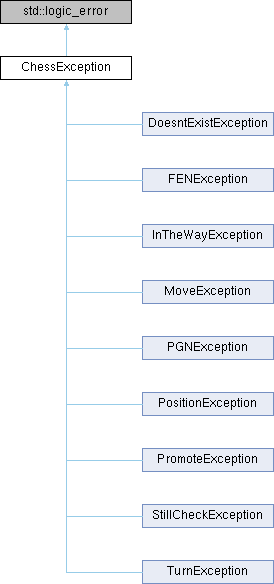 std::logic_error
ChessException
DoesntExistException
FENException
InTheWayException
MoveException
PGNException
PositionException
PromoteException
StillCheckException
TurnException